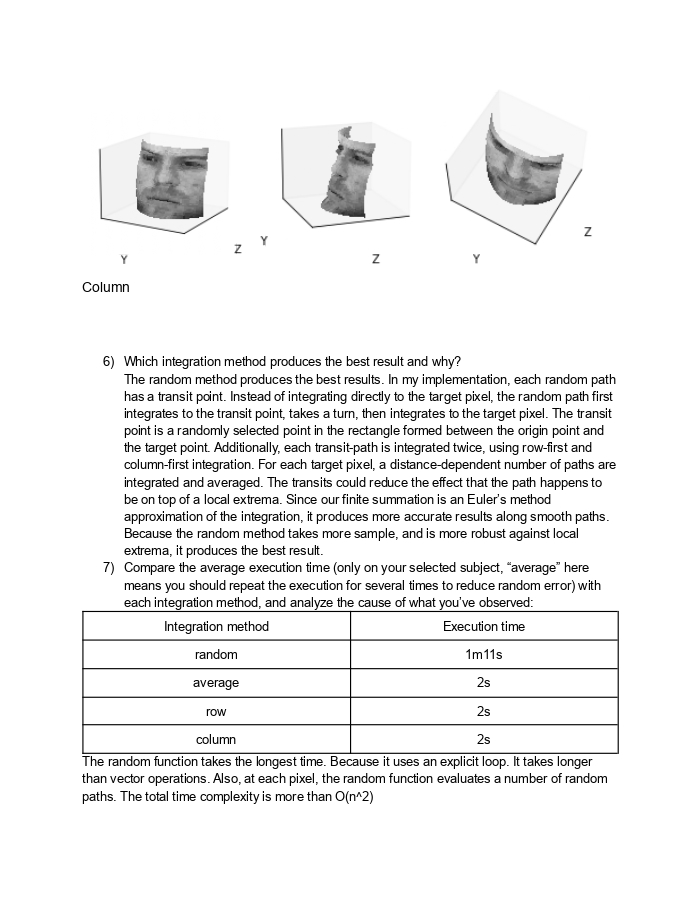 Y
Z
Y
Z
Y
Z
Column
6) Which integration method produces the best result and why?
The random method produces the best results. In my implementation, each random path
has a transit point. Instead of integrating directly to the target pixel, the random path first
integrates to the transit point, takes a turn, then integrates to the target pixel. The transit
point is a randomly selected point in the rectangle formed between the origin point and
the target point. Additionally, each transit-path is integrated twice, using row-first and
column-first integration. For each target pixel, a distance-dependent number of paths are
integrated and averaged. The transits could reduce the effect that the path happens to
be on top of a local extrema. Since our finite summation is an Euler's method
approximation of the integration, it produces more accurate results along smooth paths.
Because the random method takes more sample, and is more robust against local
extrema, it produces the best result.
7) Compare the average execution time (only on your selected subject, “average” here
means you should repeat the execution for several times to reduce random error) with
each integration method, and analyze the cause of what you've observed:
Integration method Execution time
random 1m11s
average 2s
row 2s
column 2s
The random function takes the longest time. Because it uses an explicit loop. It takes longer
than vector operations. Also, at each pixel, the random function evaluates a number of random
paths. The total time complexity is more than O(n^2)